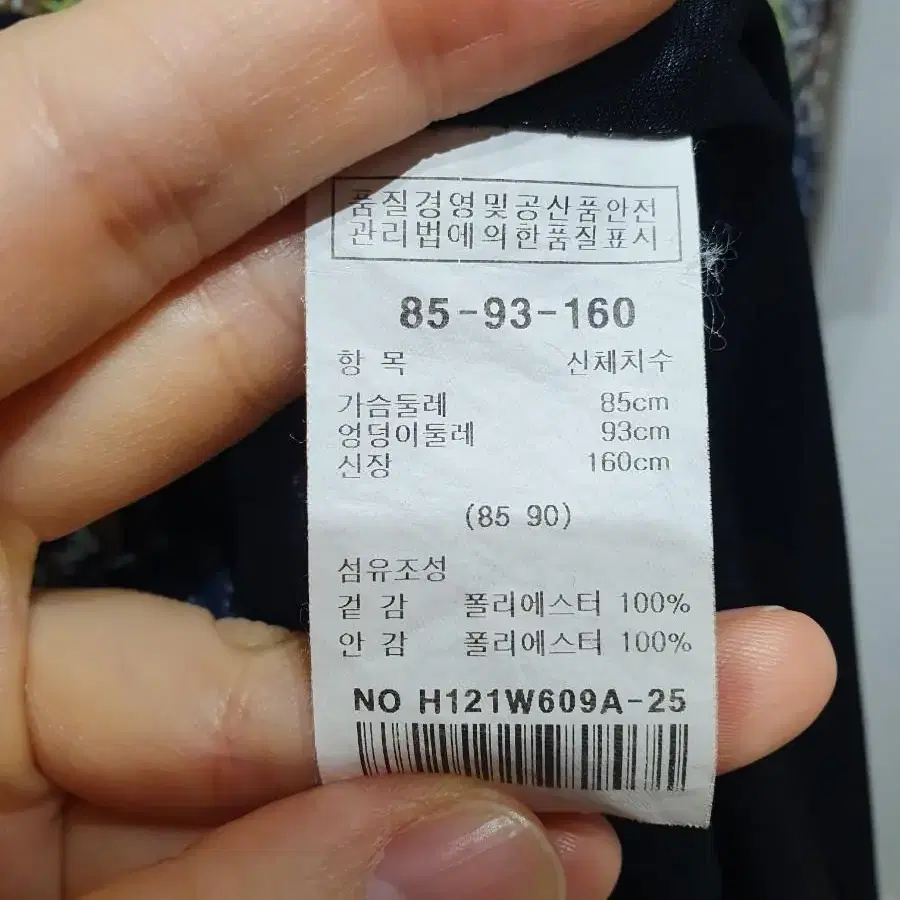 품질경영및공산품안전
관리법에의한품질표시
85-93-160
항 목 신체치수
가슴둘레 85cm
엉덩이둘레 93cm
신장 160cm
(85 90)
섬유조성
겉 감 폴리에스터 100%
안 감 폴리에스터 100%
NO H121W609A-25